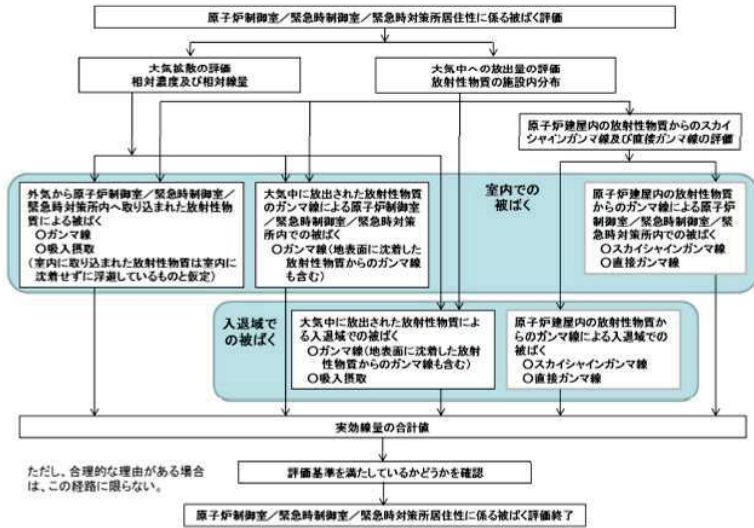 原子炉制御室／緊急時制御室／緊急時対策所居住性に係る被ばく評価
大気拡散の評価
相対濃度及び相対線量
大気中への放出量の評価
放射性物質の施設内分布
原子炉建屋内の放射性物質からのスカイ
シャインガンマ線及び直接ガンマ線の評価
室内での
被ばく
外気から原子炉制御室／緊急時制御室／
緊急時対策所内へ取り込まれた放射性物
質による被ばく
○ガンマ線
○吸入摂取
（室内に取り込まれた放射性物質は室内に
沈着せずに浮遊しているものと仮定）
大気中に放出された放射性物質
のガンマ線による原子炉制御室
／緊急時制御室／緊急時対策
所内での被ばく
○ガンマ線（地表面に沈着した
放射性物質からのガンマ線
も含む）
原子炉建屋内の放射性物質
からのガンマ線による原子炉
制御室／緊急時制御室／緊
急時対策所内での被ばく
○スカイシャインガンマ線
○直接ガンマ線
入退域で
の被ばく
大気中に放出された放射性物質によ
る入退域での被ばく
○ガンマ線（地表面に沈着した放射
性物質からのガンマ線も含む）
○吸入摂取
原子炉建屋内の放射性物質か
らのガンマ線による入退域での
被ばく
○スカイシャインガンマ線
○直接ガンマ線
実効線量の合計値
ただし、合理的な理由がある場合
は、この経路に限らない。
評価基準を満たしているかどうかを確認
原子炉制御室／緊急時制御室／緊急時対策所居住性に係る被ばく評価終了